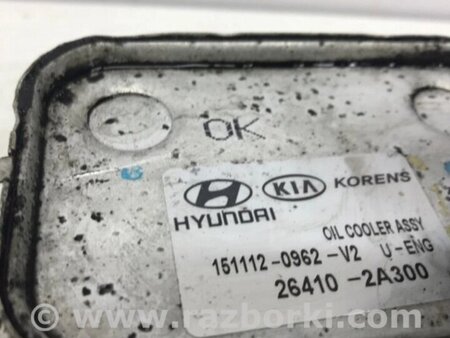 OK
HYUNDAI KIA KORENS
OIL COOLER ASSY
151112-0962-V2 U-ENG
26410-2A300
www.razborki.com